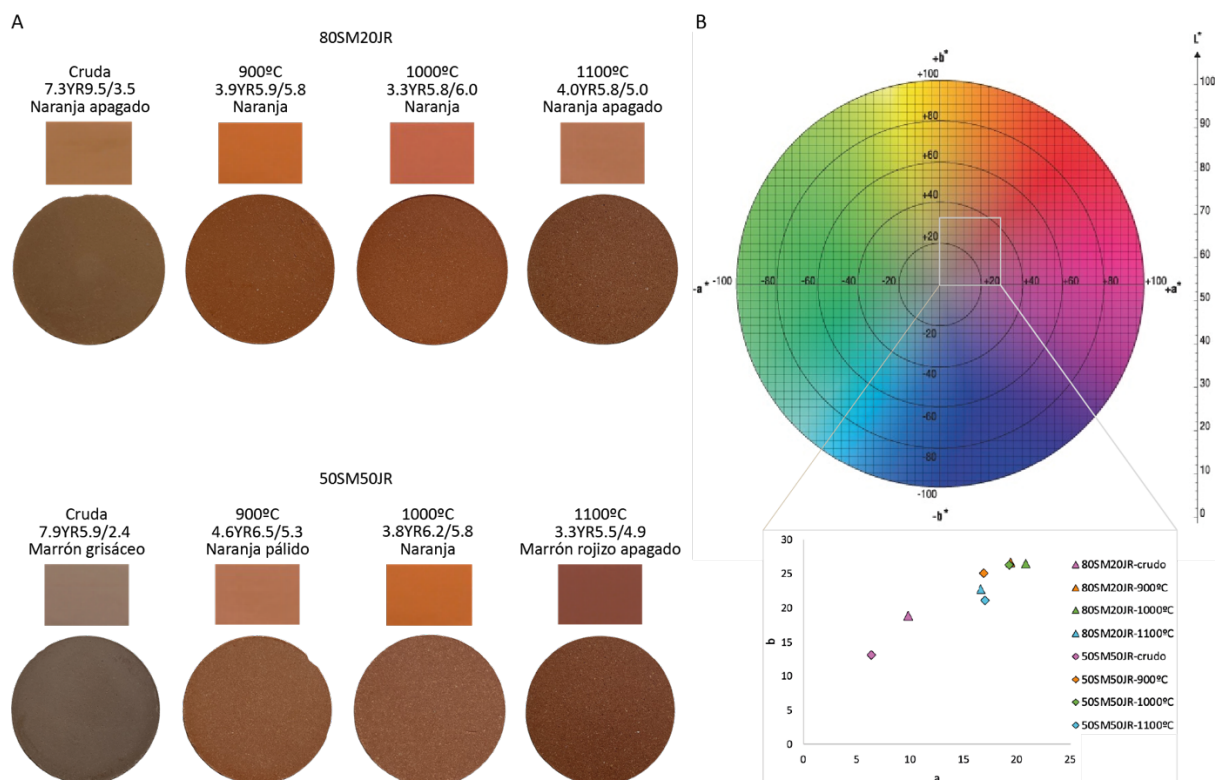 A
80SM20JR
Cruda
7.3YR9.5/3.5
Naranja apagado
900ºC
3.9YR5.9/5.8
Naranja
1000ºC
3.3YR5.8/6.0
Naranja
1100ºC
4.0YR5.8/5.0
Naranja apagado
50SM50JR
Cruda
7.9YR5.9/2.4
Marrón grisáceo
900ºC
4.6YR6.5/5.3
Naranja pálido
1000ºC
3.8YR6.2/5.8
Naranja
1100ºC
3.3YR5.5/4.9
Marrón rojizo apagado
B
+b*
+100
+80
+60
+40
+20
-a* -100 -80 -60 -40 -20 +20 +40 +60 +80 +100 +a*
-20
-40
-60
-80
-100
-b*
L*
100
90
80
70
60
50
40
30
20
10
0
30
25
20
15
10
5
0
b
0 5 10 15 20 25
a
80SM20JR-crudo
80SM20JR-900ºC
80SM20JR-1000ºC
80SM20JR-1100ºC
50SM50JR-crudo
50SM50JR-900ºC
50SM50JR-1000ºC
50SM50JR-1100ºC